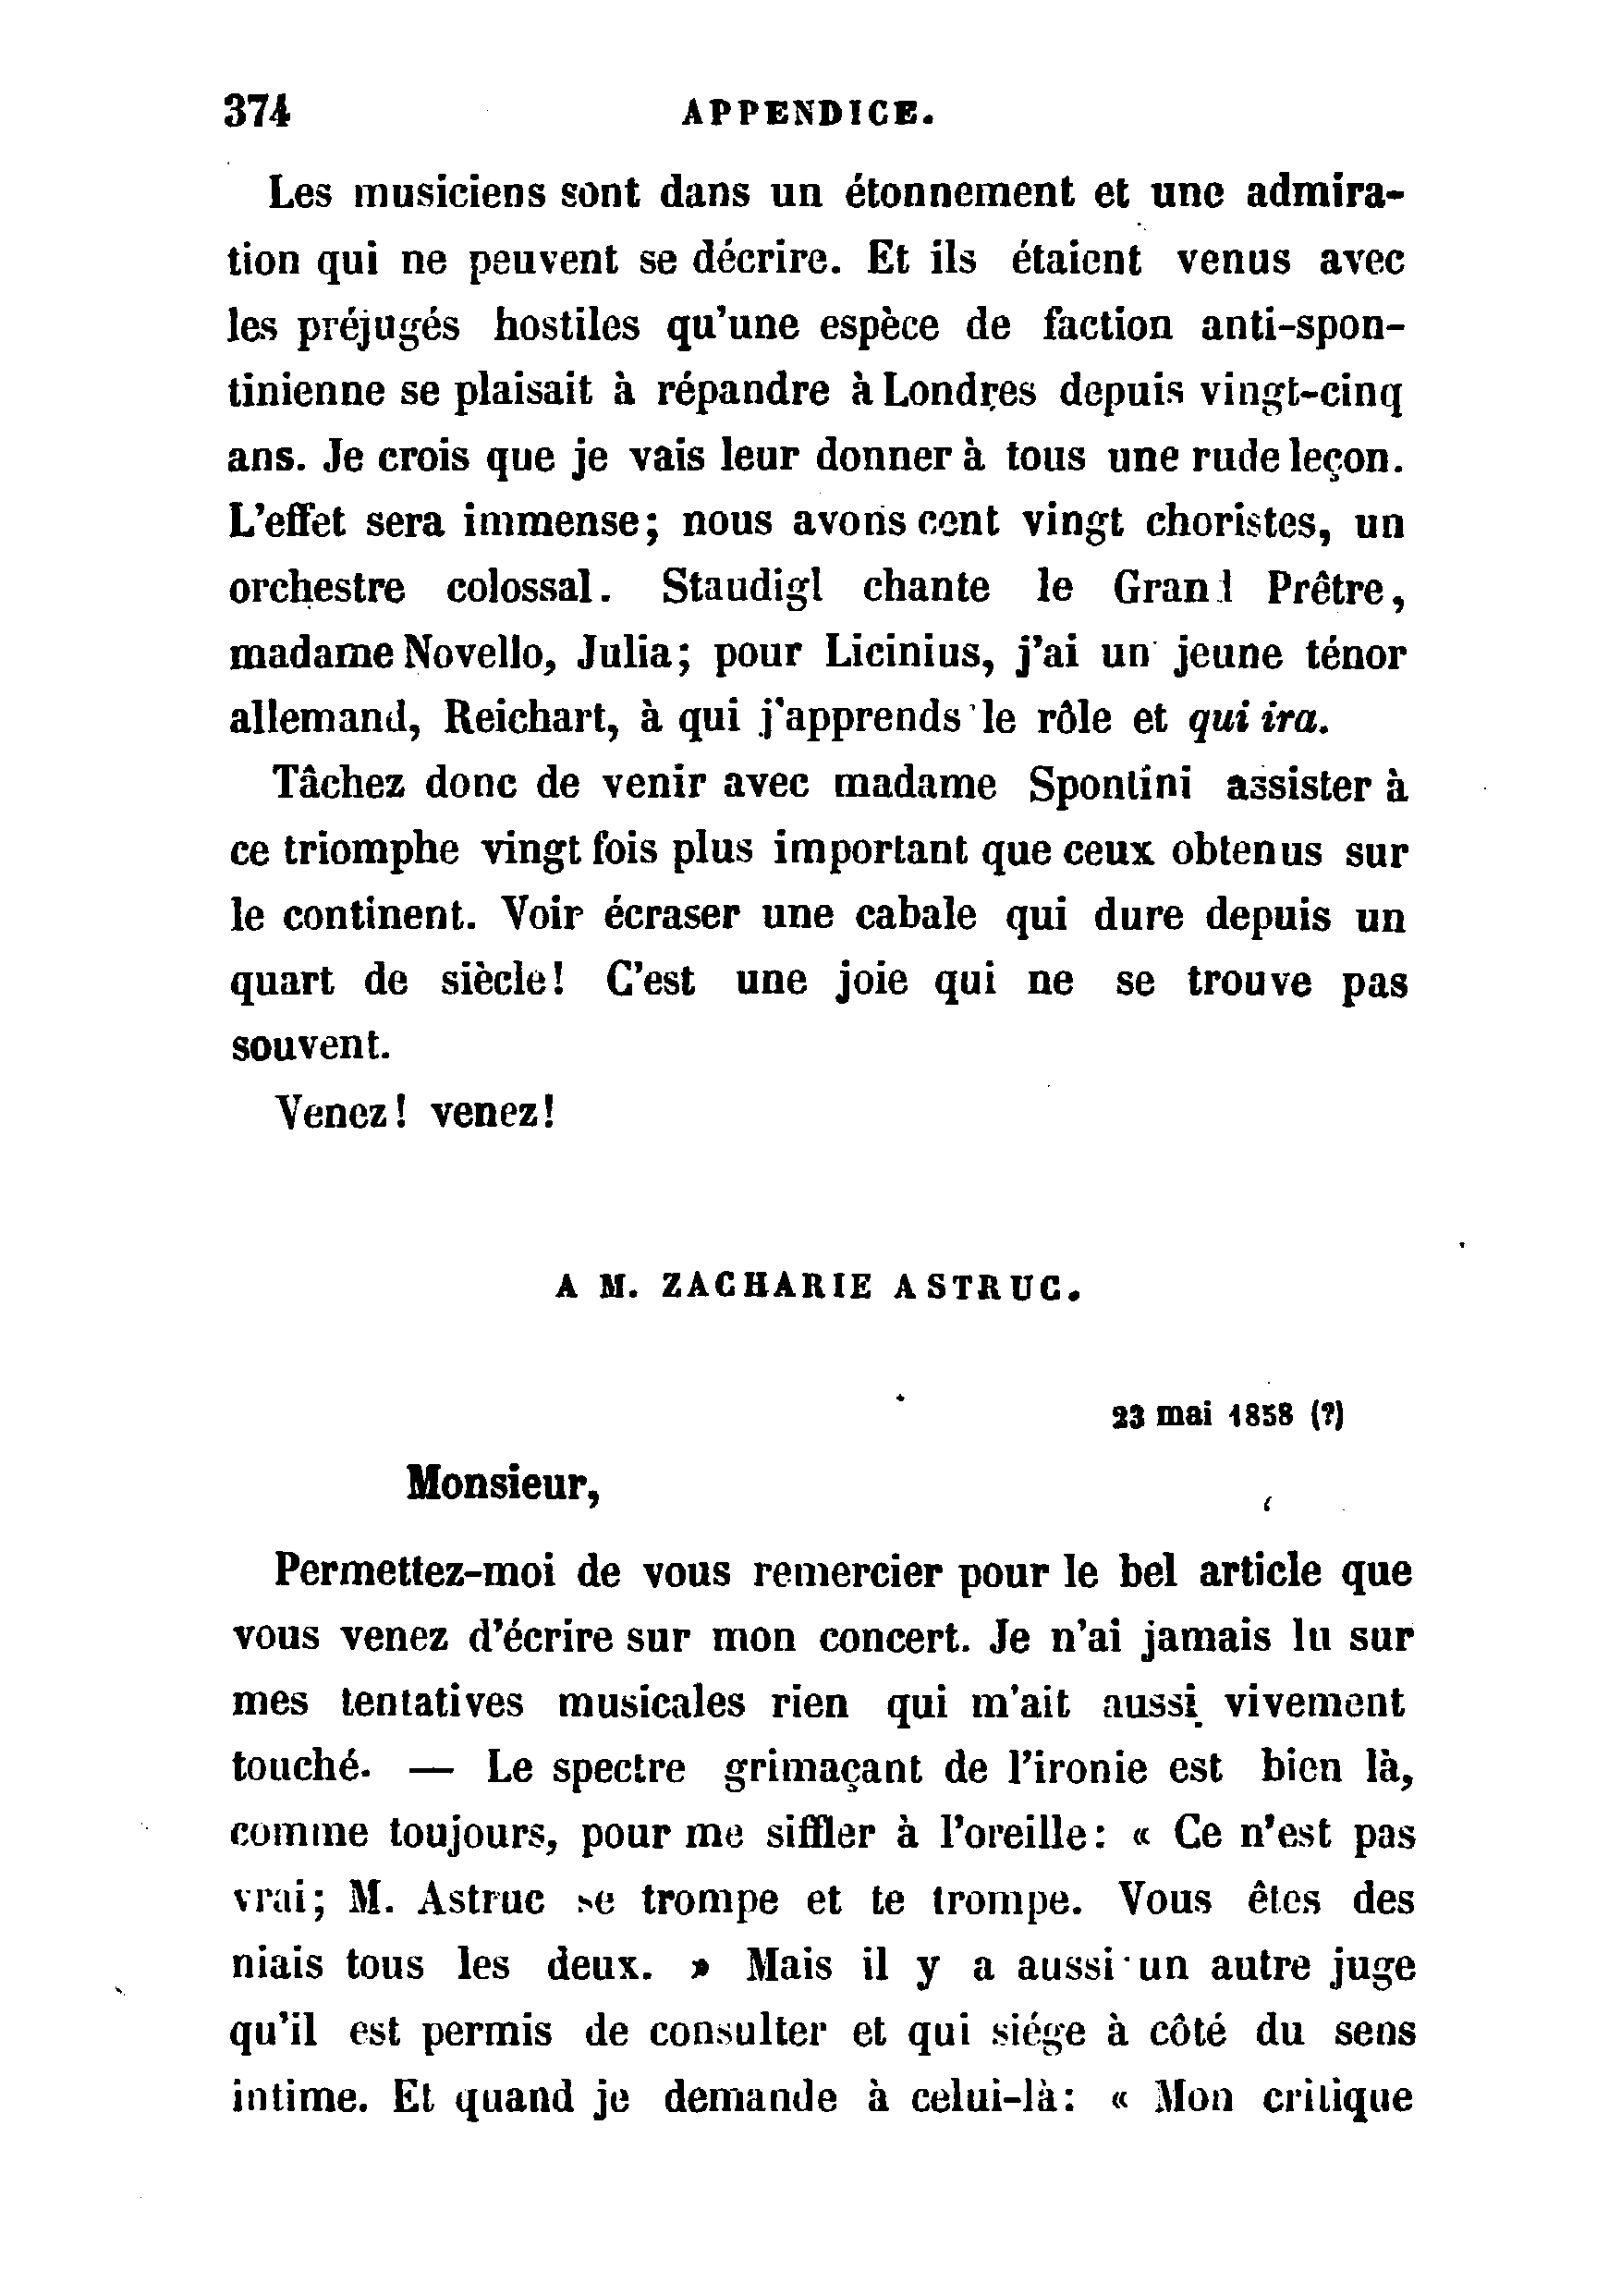 374 APPENDICE.
Les musiciens sont dans un étonnement et une admira-
tion qui ne peuvent se décrire. Et ils étaient venus avec
les préjugés hostiles qu'une espèce de faction anti-spon-
tinienne se plaisait à répandre à Londres depuis vingt-cinq
ans. Je crois que je vais leur donner à tous une rude leçon.
L'effet sera immense; nous avons cent vingt choristes, un
orchestre colossal. Staudigl chante le Grand Prêtre,
madame Novello, Julia; pour Licinius, j'ai un jeune ténor
allemand, Reichart, à qui j'apprends le rôle et qui ira.
Tâchez donc de venir avec madame Spontini assister à
ce triomphe vingt fois plus important que ceux obtenus sur
le continent. Voir écraser une cabale qui dure depuis un
quart de siècle! C'est une joie qui ne se trouve pas
souvent.
Venez! venez!
A M. ZACHARIE ASTRUC.
23 mai 1858 (?)
Monsieur,
Permettez-moi de vous remercier pour le bel article que
vous venez d'écrire sur mon concert. Je n'ai jamais lu sur
mes tentatives musicales rien qui m'ait aussi vivement
touché. — Le spectre grimaçant de l'ironie est bien là,
comme toujours, pour me siffler à l'oreille: « Ce n'est pas
vrai; M. Astruc se trompe et te trompe. Vous êtes des
niais tous les deux. » Mais il y a aussi un autre juge
qu'il est permis de consulter et qui siége à côté du sens
intime. Et quand je demande à celui-là: « Mon critique